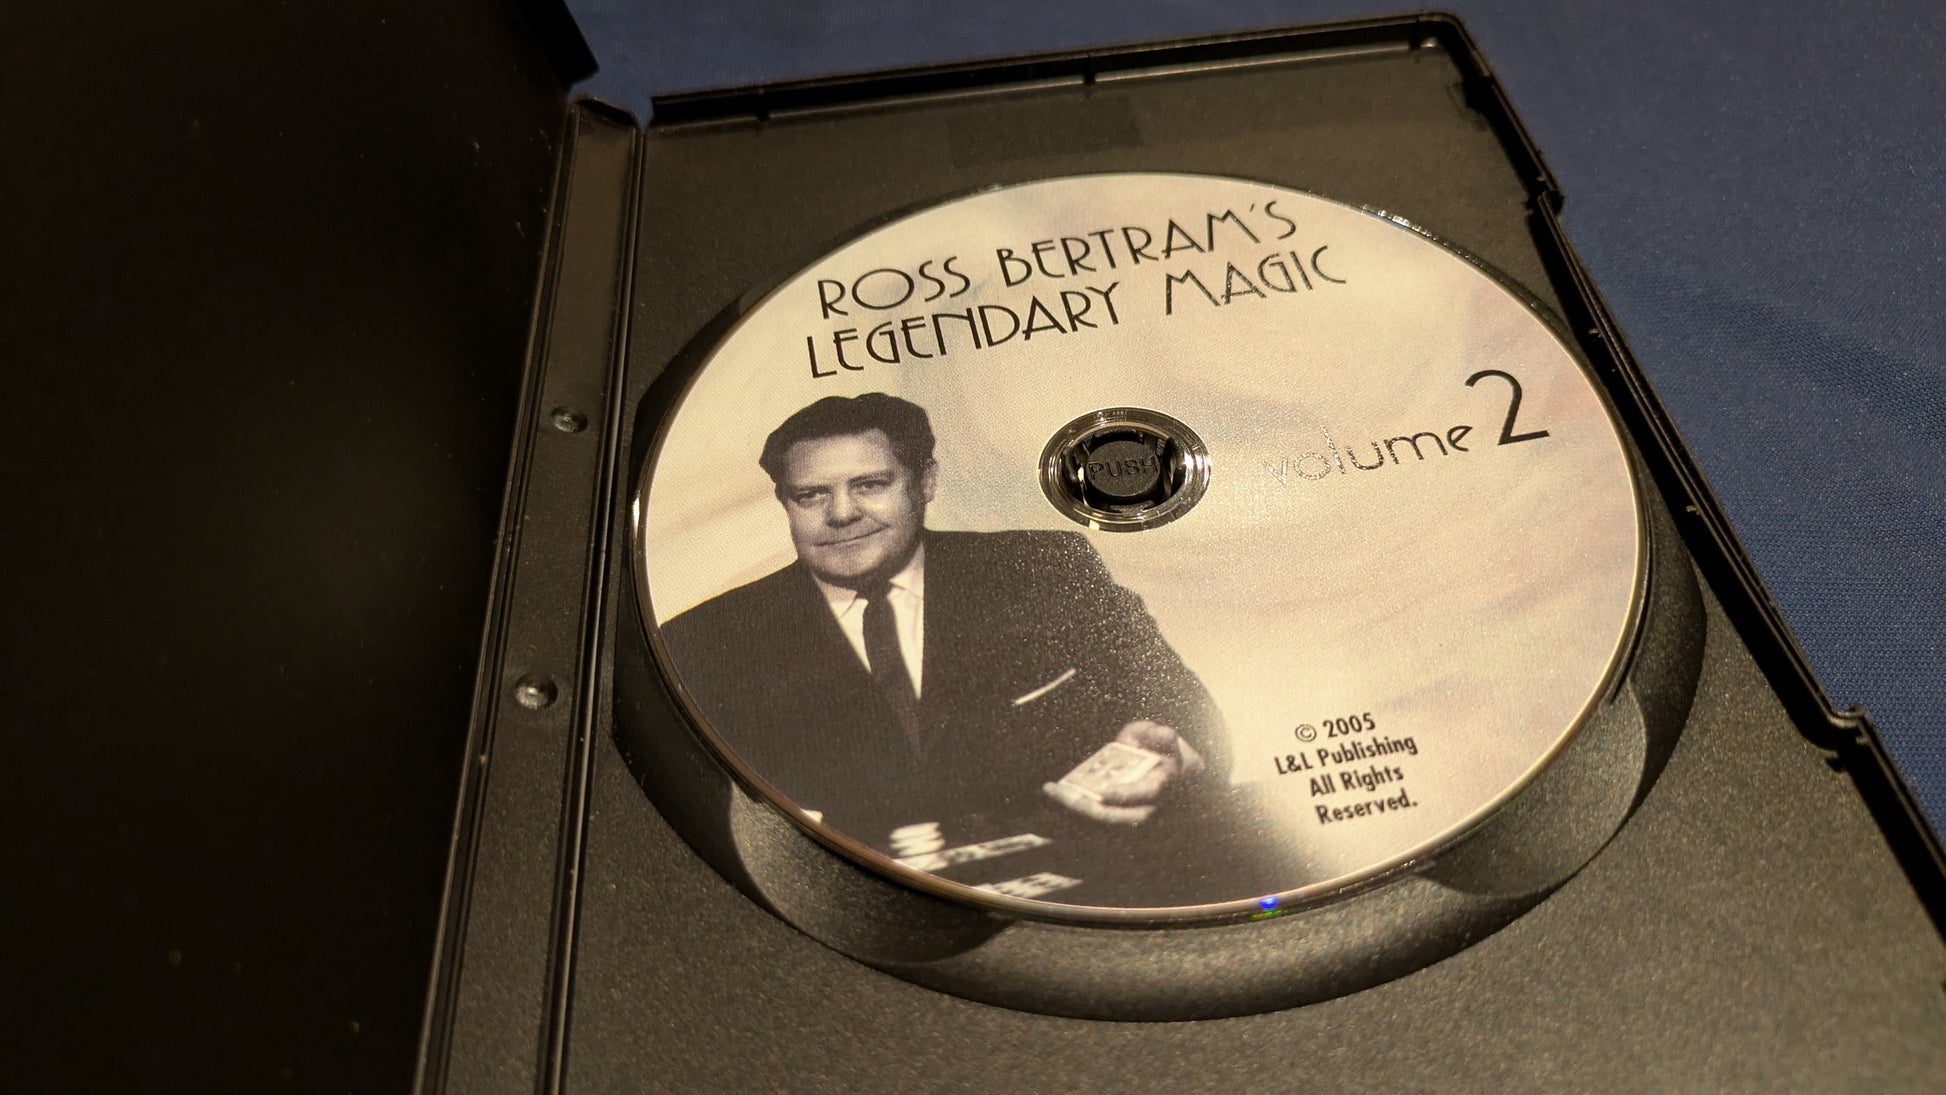 ROSS BERTRAM'S
LEGENDARY MAGIC
volume 2
PUSH
© 2005
L&L Publishing
All Rights
Reserved.